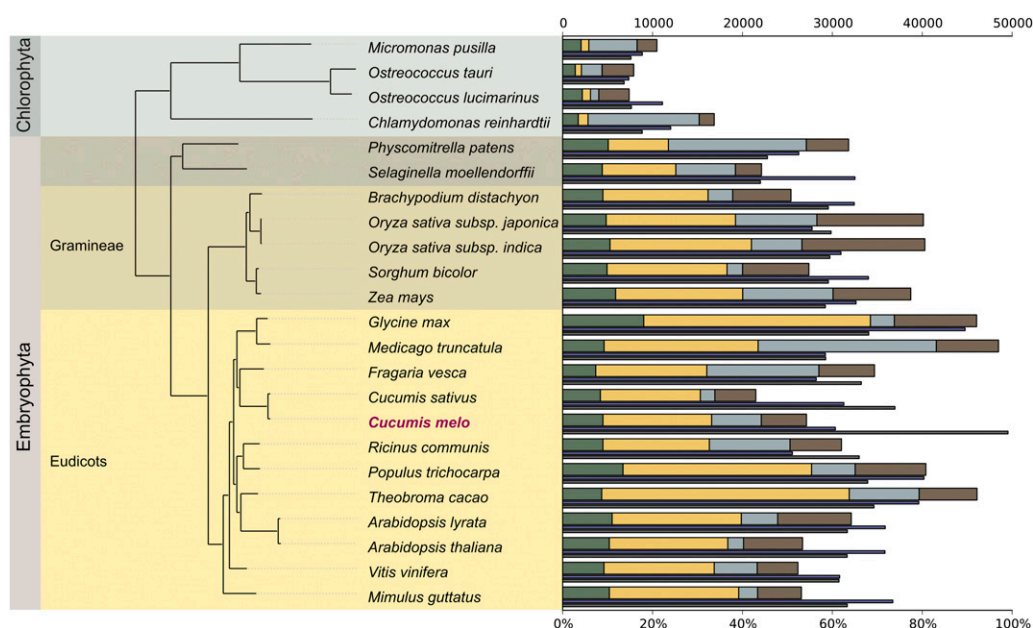 0 10000 20000 30000 40000 50000
Chlorophyta
Micromonas pusilla
Ostreococcus tauri
Ostreococcus lucimarinus
Chlamydomonas reinhardtii
Embryophyta
Physcomitrella patens
Selaginella moellendorffii
Gramineae
Brachypodium distachyon
Oryza sativa subsp. japonica
Oryza sativa subsp. indica
Sorghum bicolor
Zea mays
Eudicots
Glycine max
Medicago truncatula
Fragaria vesca
Cucumis sativus
Cucumis melo
Ricinus communis
Populus trichocarpa
Theobroma cacao
Arabidopsis lyrata
Arabidopsis thaliana
Vitis vinifera
Mimulus guttatus
0% 20% 40% 60% 80% 100%